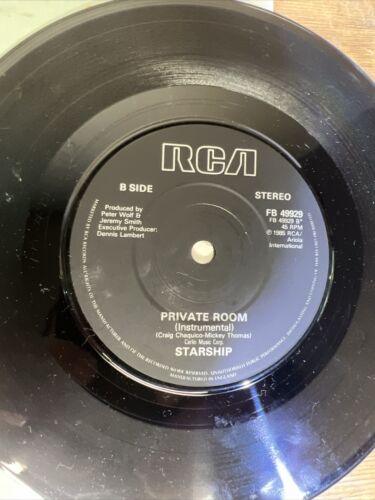 RCA
B SIDE
STEREO
Produced by
Peter Wolf &
Jeremy Smith
Executive Producer:
Dennis Lambert
FB 49929
FB 49929 B*
45 RPM
℗ 1985 RCA/
Ariola
International
PRIVATE ROOM
(Instrumental)
(Craig Chaquico-Mickey Thomas)
Carlo Music Corp.
STARSHIP
MANUFACTURED IN ENGLAND